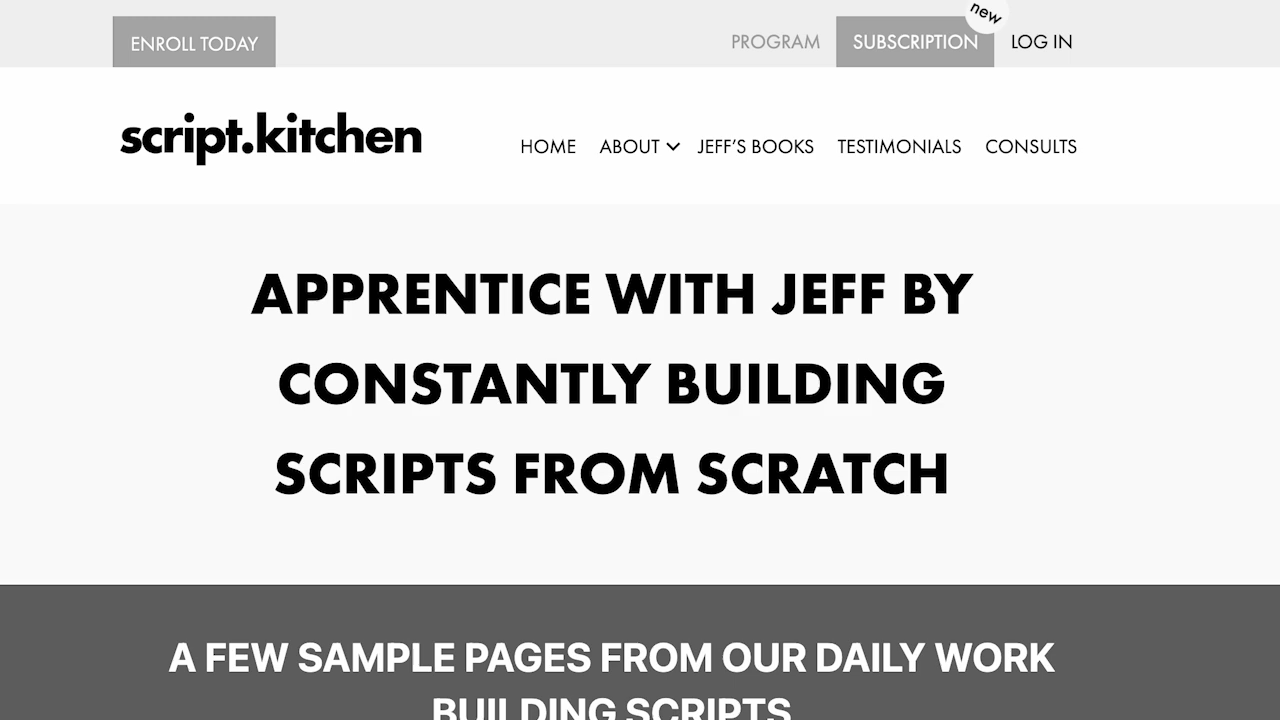 new
ENROLL TODAY
PROGRAM
SUBSCRIPTION
LOG IN
script.kitchen
HOME
ABOUT
JEFF’S BOOKS
TESTIMONIALS
CONSULTS
APPRENTICE WITH JEFF BY
CONSTANTLY BUILDING
SCRIPTS FROM SCRATCH
A FEW SAMPLE PAGES FROM OUR DAILY WORK
BUILDING SCRIPTS